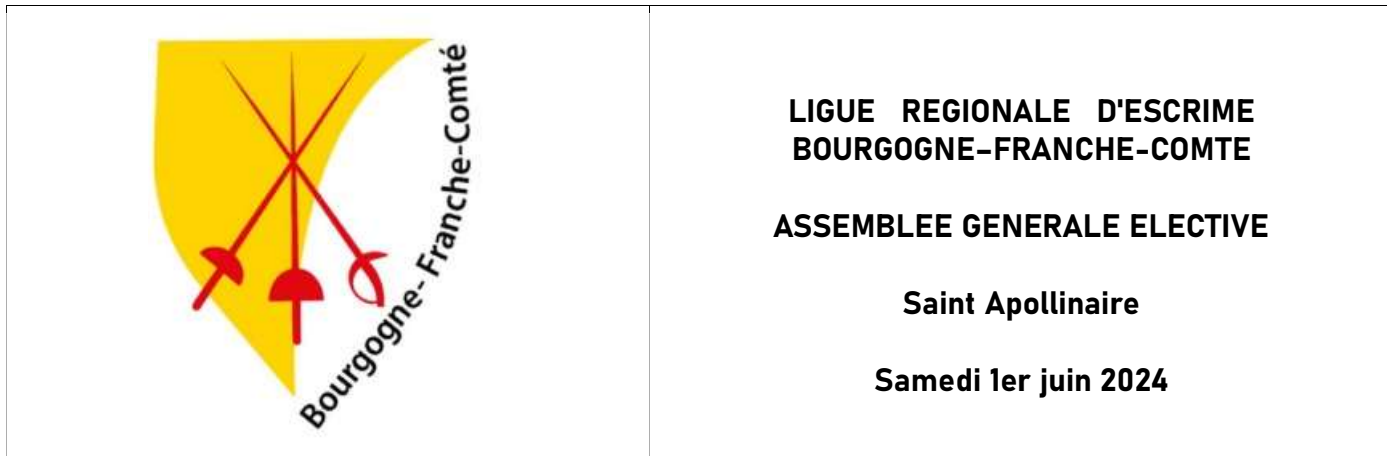 Bourgogne- Franche-Comté
LIGUE REGIONALE D'ESCRIME
BOURGOGNE–FRANCHE-COMTE
ASSEMBLEE GENERALE ELECTIVE
Saint Apollinaire
Samedi 1er juin 2024